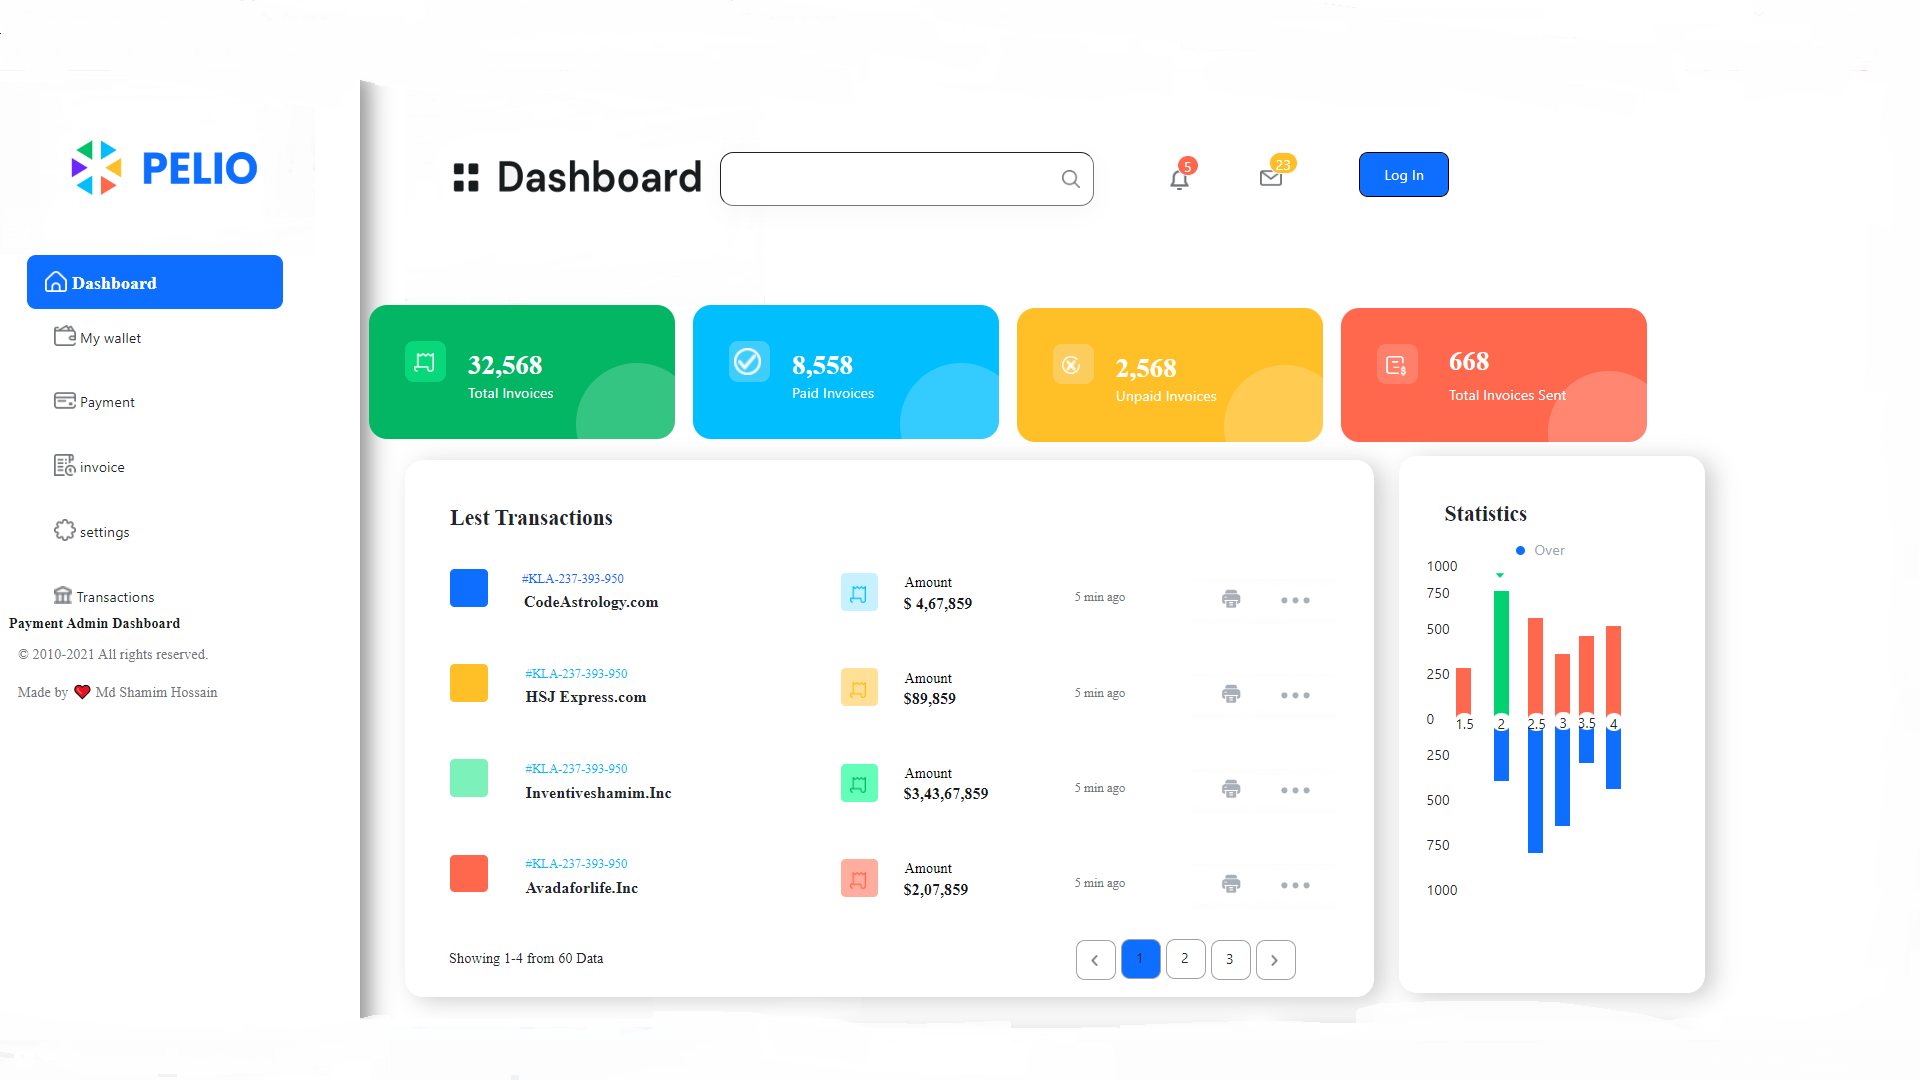 PELIO
Dashboard
My wallet
Payment
invoice
settings
Transactions
Payment Admin Dashboard
© 2010-2021 All rights reserved.
Made by ❤ Md Shamim Hossain
Dashboard
5
23
Log In
32,568
Total Invoices
8,558
Paid Invoices
2,568
Unpaid Invoices
668
Total Invoices Sent
Lest Transactions
#KLA-237-393-950
CodeAstrology.com
Amount
$ 4,67,859
5 min ago
#KLA-237-393-950
HSJ Express.com
Amount
$89,859
5 min ago
#KLA-237-393-950
Inventiveshamim.Inc
Amount
$3,43,67,859
5 min ago
#KLA-237-393-950
Avadaforlife.Inc
Amount
$2,07,859
5 min ago
Showing 1-4 from 60 Data
1 2 3
Statistics
Over
1000
750
500
250
0
1.5 2 2.5 3 3.5 4
250
500
750
1000